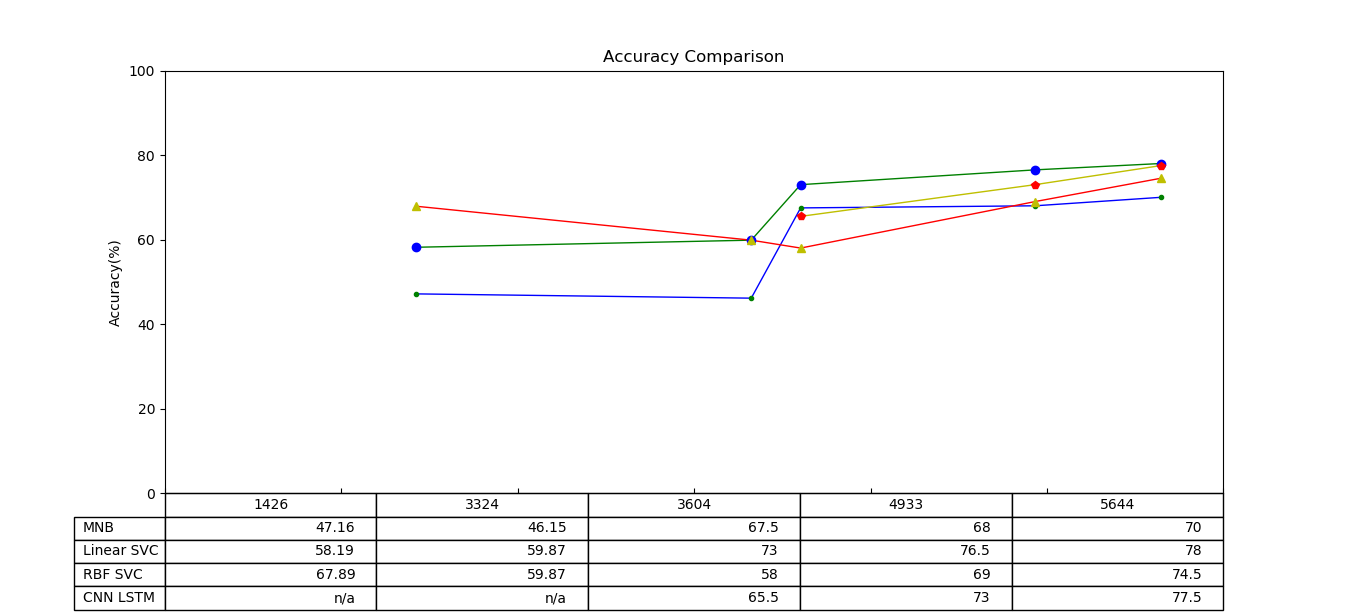 Accuracy Comparison
100
80
60
40
20
0
Accuracy(%)
1426 3324 3604 4933 5644
MNB 47.16 46.15 67.5 68 70
Linear SVC 58.19 59.87 73 76.5 78
RBF SVC 67.89 59.87 58 69 74.5
CNN LSTM n/a n/a 65.5 73 77.5